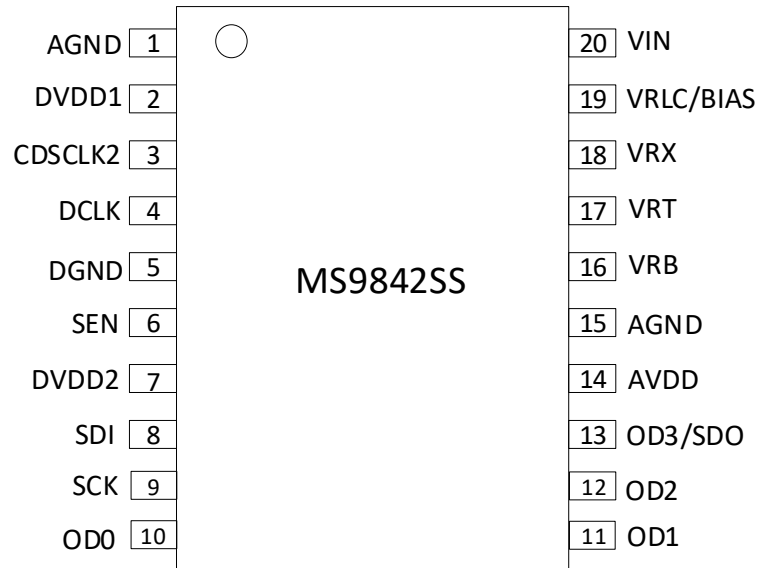 AGND 1
DVDD1 2
CDSCLK2 3
DCLK 4
DGND 5
SEN 6
DVDD2 7
SDI 8
SCK 9
OD0 10
MS9842SS
20 VIN
19 VRLC/BIAS
18 VRX
17 VRT
16 VRB
15 AGND
14 AVDD
13 OD3/SDO
12 OD2
11 OD1